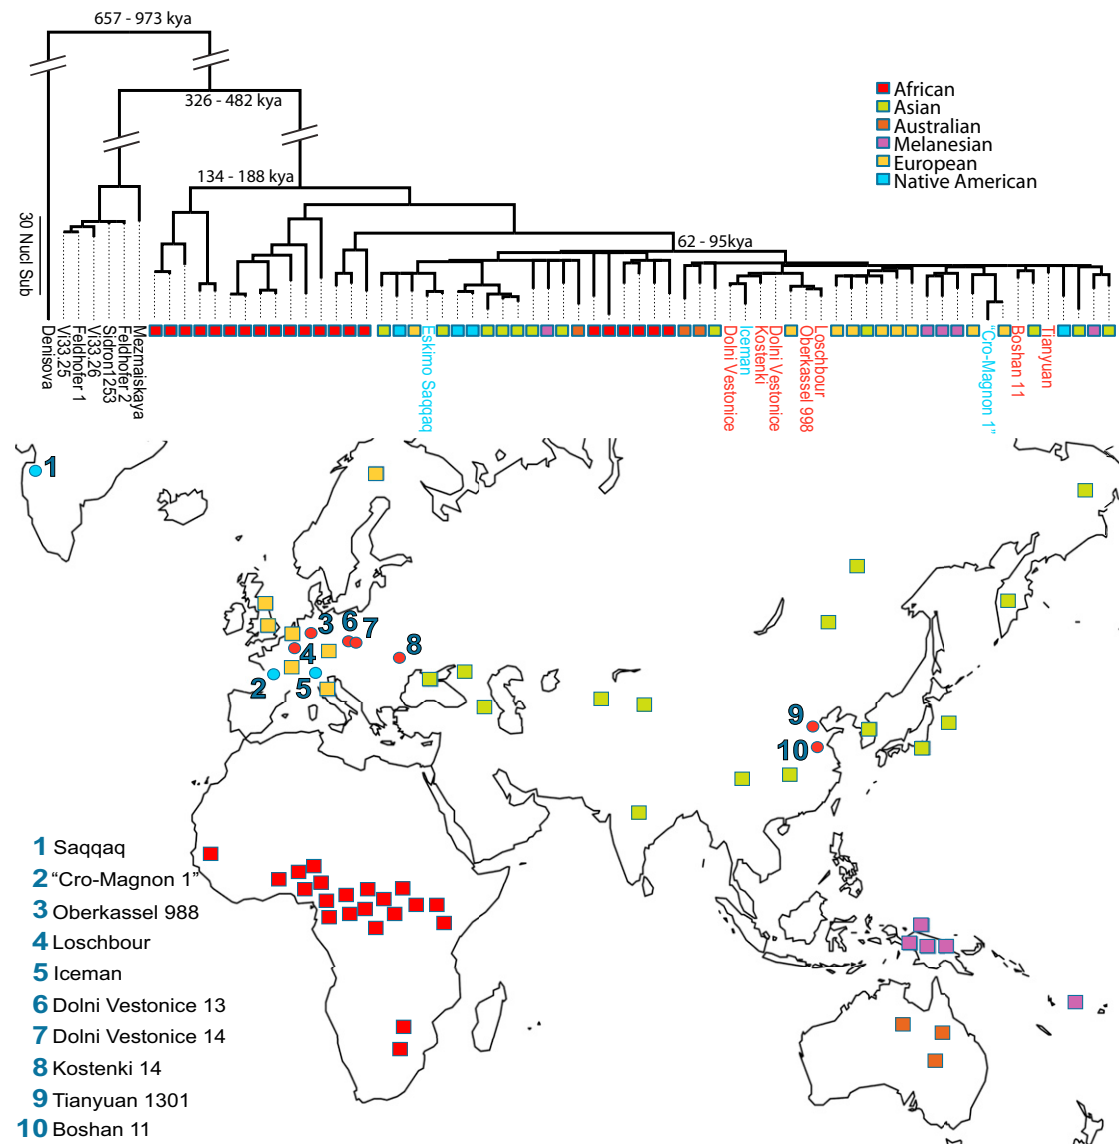 657 - 973 kya
326 - 482 kya
134 - 188 kya
62 - 95kya
African
Asian
Australian
Melanesian
European
Native American
30 Nucl Sub
Denisova
Vi33.25
Feldhofer 1
Vi33.26
Sidron1253
Feldhofer 2
Mezmaiskaya
Eskimo Saqqaq
Dolni Vestonice
Iceman
Kostenki
Dolni Vestonice
Oberkassel 998
Loschbour
"Cro-Magnon 1"
Boshan 11
Tianyuan
1
2
3
4
5
6
7
8
9
10
1 Saqqaq
2 "Cro-Magnon 1"
3 Oberkassel 988
4 Loschbour
5 Iceman
6 Dolni Vestonice 13
7 Dolni Vestonice 14
8 Kostenki 14
9 Tianyuan 1301
10 Boshan 11